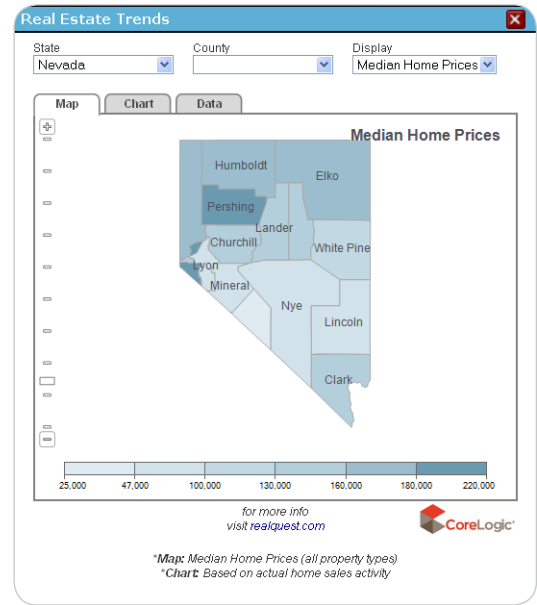 Real Estate Trends
State County Display
Nevada Median Home Prices
Map Chart Data
Median Home Prices
Humboldt
Elko
Pershing
Lander
Churchill
White Pine
Lyon
Mineral
Nye
Lincoln
Clark
25,000 47,000 100,000 130,000 160,000 180,000 220,000
for more info
visit realquest.com
CoreLogic
*Map: Median Home Prices (all property types)
*Chart: Based on actual home sales activity